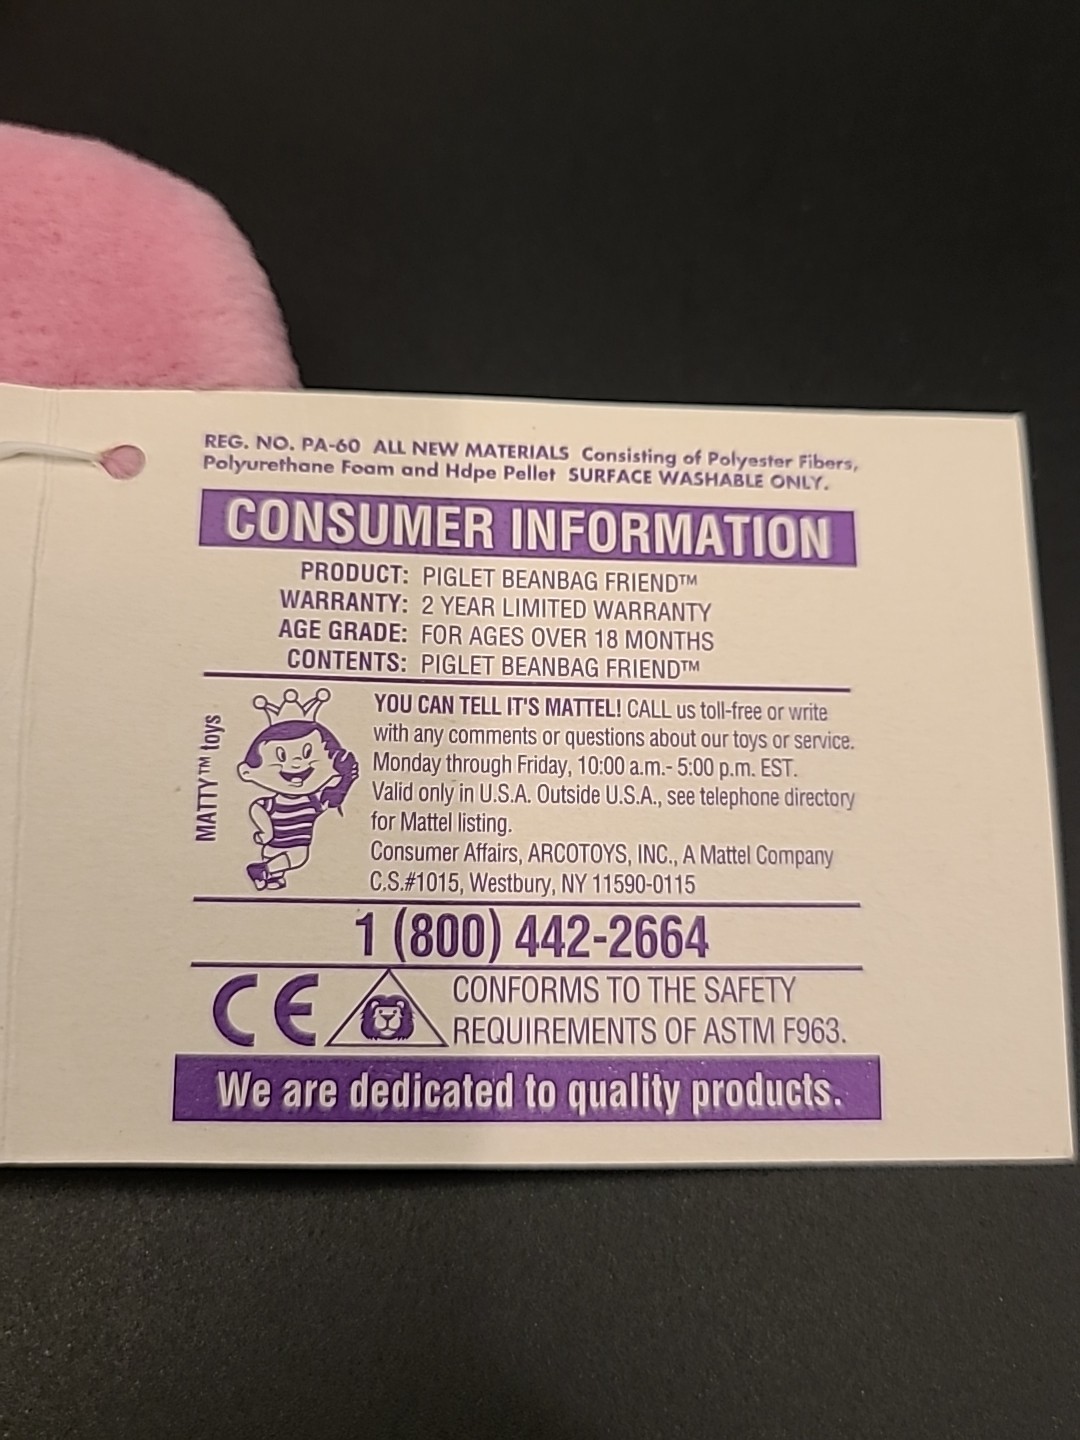 REG. NO. PA-60 ALL NEW MATERIALS Consisting of Polyester Fibers,
Polyurethane Foam and Hdpe Pellet SURFACE WASHABLE ONLY.
CONSUMER INFORMATION
PRODUCT: PIGLET BEANBAG FRIEND™
WARRANTY: 2 YEAR LIMITED WARRANTY
AGE GRADE: FOR AGES OVER 18 MONTHS
CONTENTS: PIGLET BEANBAG FRIEND™
MATTY™ toys
YOU CAN TELL IT'S MATTEL! CALL us toll-free or write
with any comments or questions about our toys or service.
Monday through Friday, 10:00 a.m.- 5:00 p.m. EST.
Valid only in U.S.A. Outside U.S.A., see telephone directory
for Mattel listing.
Consumer Affairs, ARCOTOYS, INC., A Mattel Company
C.S.#1015, Westbury, NY 11590-0115
1 (800) 442-2664
CE
CONFORMS TO THE SAFETY
REQUIREMENTS OF ASTM F963.
We are dedicated to quality products.